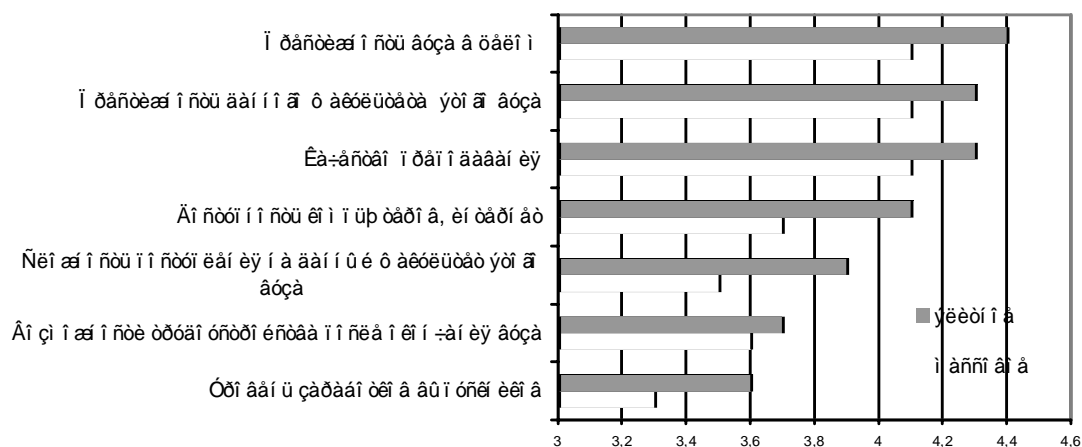 Ï ðåñòèæí î ñòü âóçà â öåëî ì
Ï ðåñòèæí î ñòü äàí í î ãî ô àêóëüòåòà ýòî ãî âóçà
Êà÷åñòâî ï ðåï î äàâàí èÿ
Äî ñòóï í î ñòü êî ì ï üþ òåðî â, èí òåðí åò
Ñëî æí î ñòü ï î ñòóï ëåí èÿ í à äàí í û é ô àêóëüòåò ýòî ãî
âóçà
Âî çì î æí î ñòè òðóäî óñòðî éñòâà ï î ñëå î êî í ÷àí èÿ âóçà
Óðî âåí ü çàðàáî òêî â âû ï óñêí èêî â
ýëèòí î å
ì àññî âî å
3 3,2 3,4 3,6 3,8 4 4,2 4,4 4,6